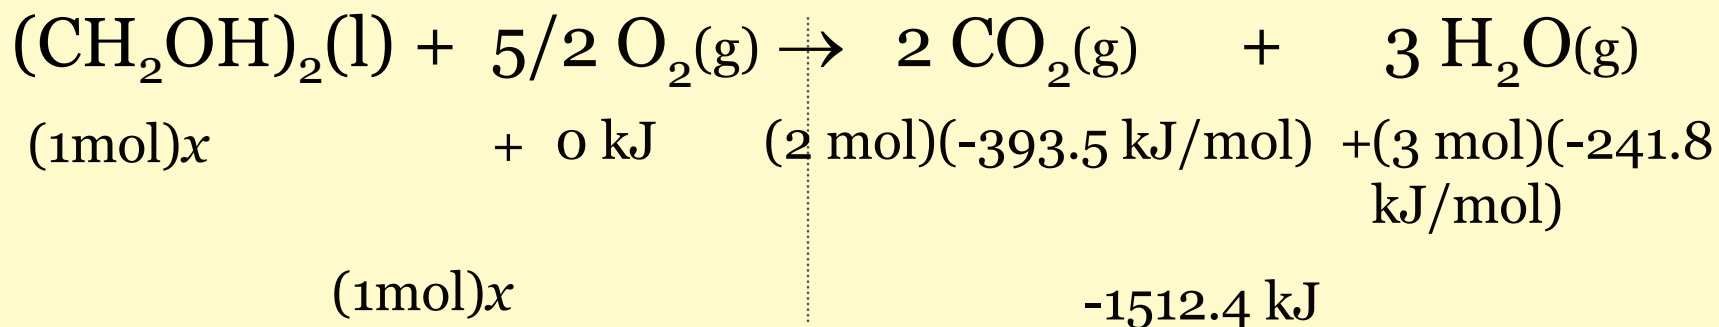 (CH₂OH)₂(l) + 5/2 O₂(g) → 2 CO₂(g) + 3 H₂O(g)
(1mol)x + 0 kJ (2 mol)(-393.5 kJ/mol) +(3 mol)(-241.8
kJ/mol)
(1mol)x -1512.4 kJ